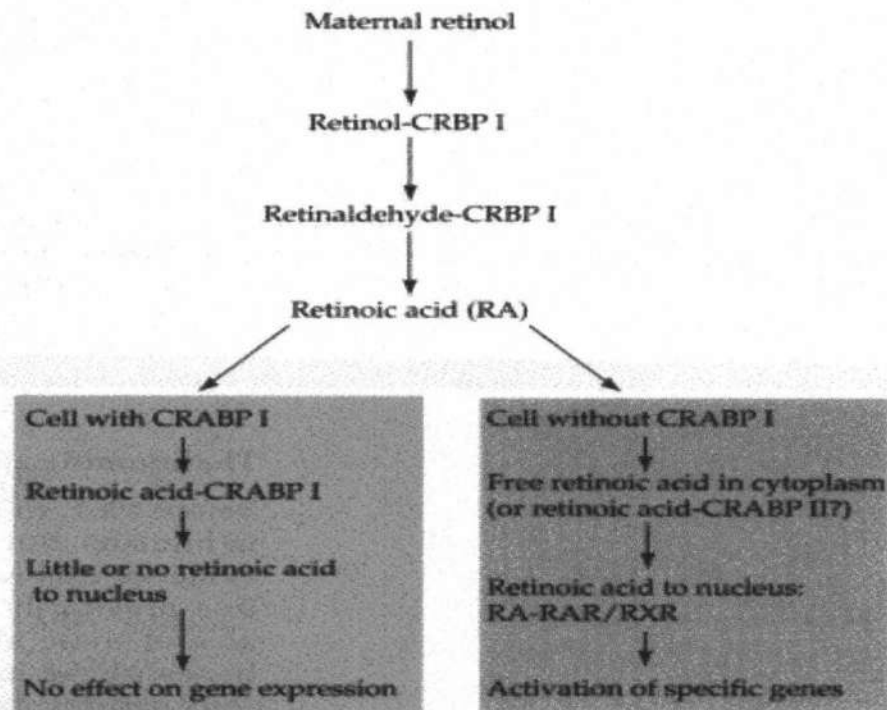 Maternal retinol
Retinol-CRBP I
Retinaldehyde-CRBP I
Retinoic acid (RA)
Cell with CRABP I
Retinoic acid-CRABP I
Little or no retinoic acid
to nucleus
No effect on gene expression
Cell without CRABP I
Free retinoic acid in cytoplasm
(or retinoic acid-CRABP II?)
Retinoic acid to nucleus:
RA-RAR/RXR
Activation of specific genes